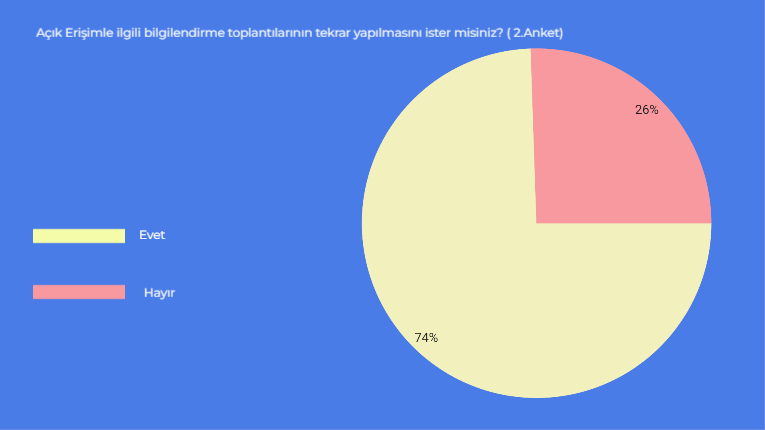 Açık Erişimle ilgili bilgilendirme toplantılarının tekrar yapılmasını ister misiniz? ( 2.Anket)
26%
Evet
Hayır
74%